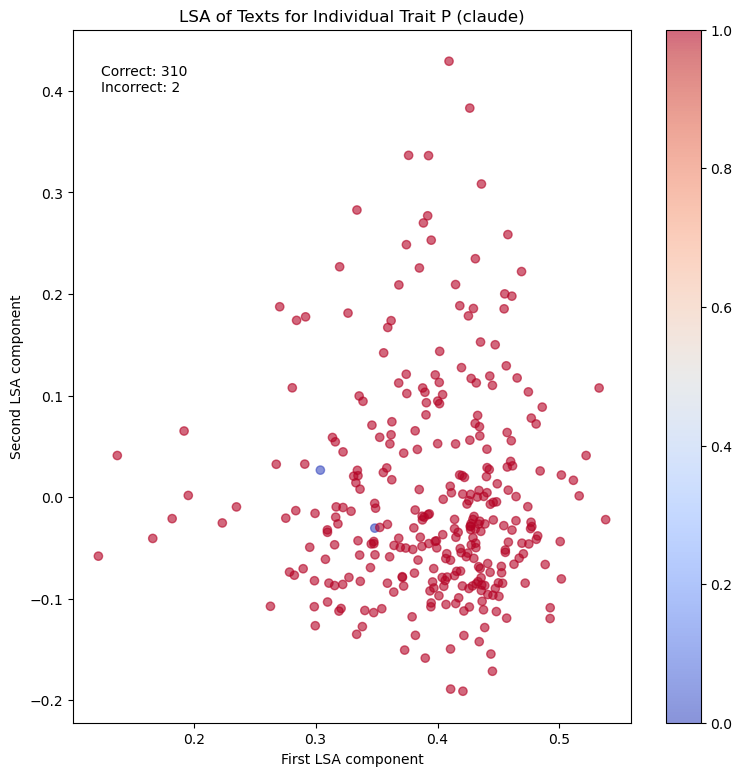 LSA of Texts for Individual Trait P (claude)
Correct: 310
Incorrect: 2
Second LSA component
0.4
0.3
0.2
0.1
0.0
−0.1
−0.2
0.2 0.3 0.4 0.5
First LSA component
1.0
0.8
0.6
0.4
0.2
0.0